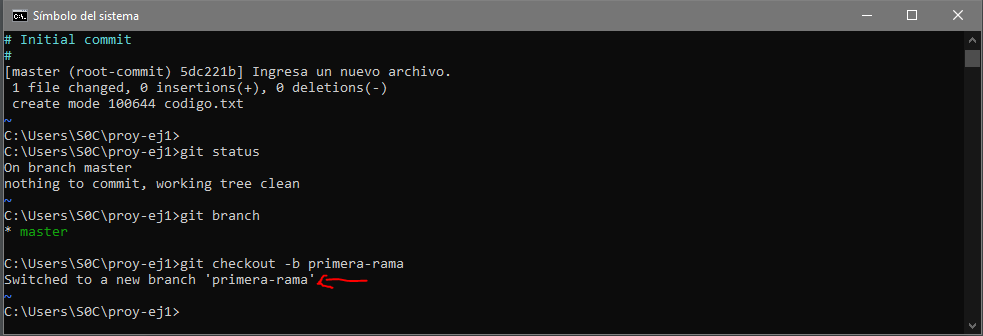 Símbolo del sistema
# Initial commit
#
[master (root-commit) 5dc221b] Ingresa un nuevo archivo.
 1 file changed, 0 insertions(+), 0 deletions(-)
 create mode 100644 codigo.txt
~
C:\Users\S0C\proy-ej1>
C:\Users\S0C\proy-ej1>git status
On branch master
nothing to commit, working tree clean
~
C:\Users\S0C\proy-ej1>git branch
* master
C:\Users\S0C\proy-ej1>git checkout -b primera-rama
Switched to a new branch 'primera-rama'
~
C:\Users\S0C\proy-ej1>